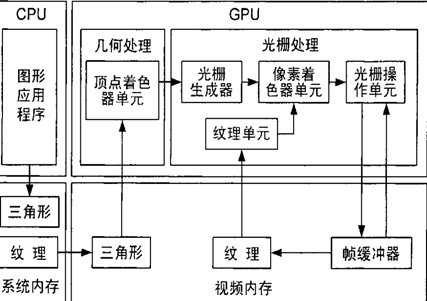 CPU
GPU
图形
应用
程序
几何处理
顶点着
色器单元
光栅处理
光栅
生成器
像素着
色器单元
光栅操
作单元
纹理单元
三角形
纹 理
系统内存
三角形
纹 理
帧缓冲器
视频内存